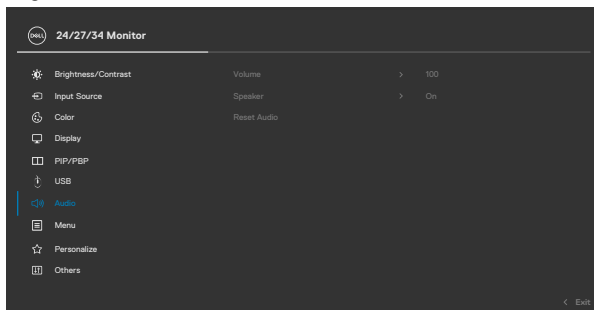 DELL 24/27/34 Monitor
Brightness/Contrast Volume > 100
Input Source Speaker > On
Color Reset Audio
Display
PIP/PBP
USB
Audio
Menu
Personalize
Others
< Exit